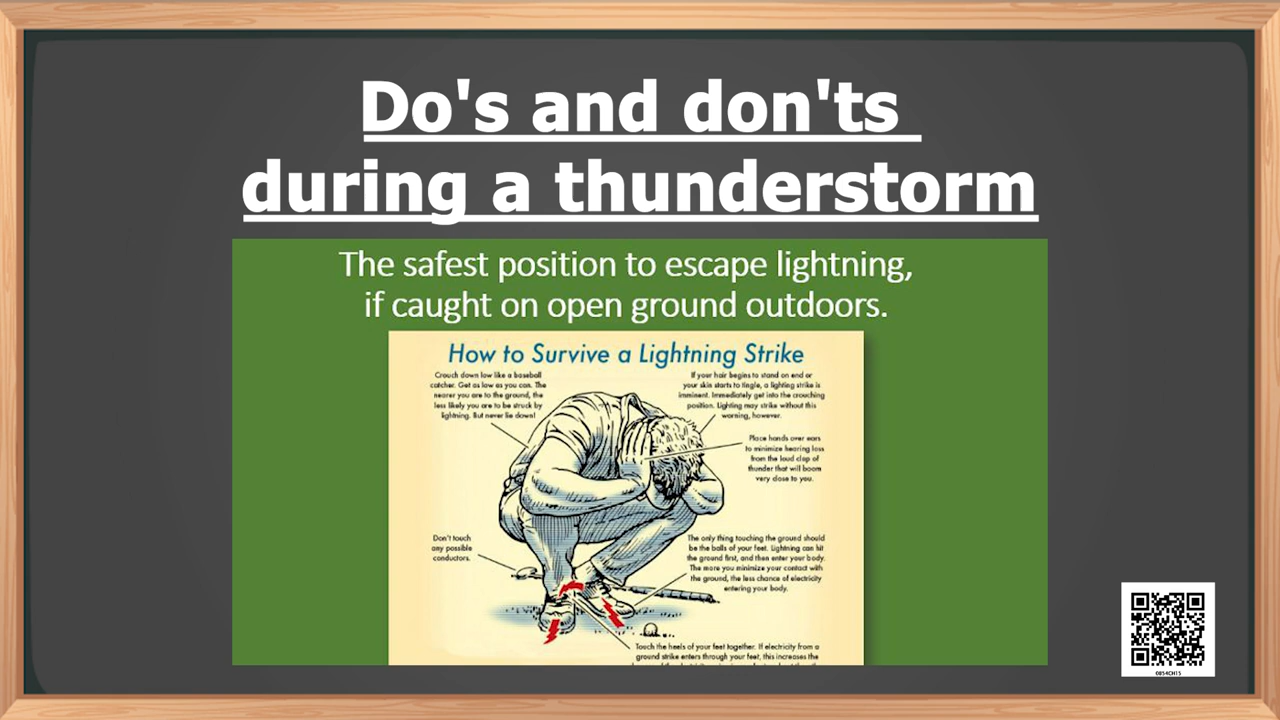 Do's and don'ts
during a thunderstorm
The safest position to escape lightning,
if caught on open ground outdoors.
How to Survive a Lightning Strike
Crouch down low like a baseball
catcher. Get as low as you can. The
nearer you are to the ground, the
less likely you are to be struck by
lightning. But never lie down!
If your hair begins to stand on end or
your skin starts to tingle, a lighting strike is
imminent. Immediately get into the crouching
position. Lighting may strike without this
warning, however.
Place hands over ears
to minimize hearing loss
from the loud clap of
thunder that will boom
very close to you.
Don't touch
any possible
conductors.
The only thing touching the ground should
be the balls of your feet. Lightning can hit
the ground first, and then enter your body.
The more you minimize your contact with
the ground, the less chance of electricity
entering your body.
Touch the heels of your feet together. If electricity from a
ground strike enters through your feet, this increases the
0854CH15